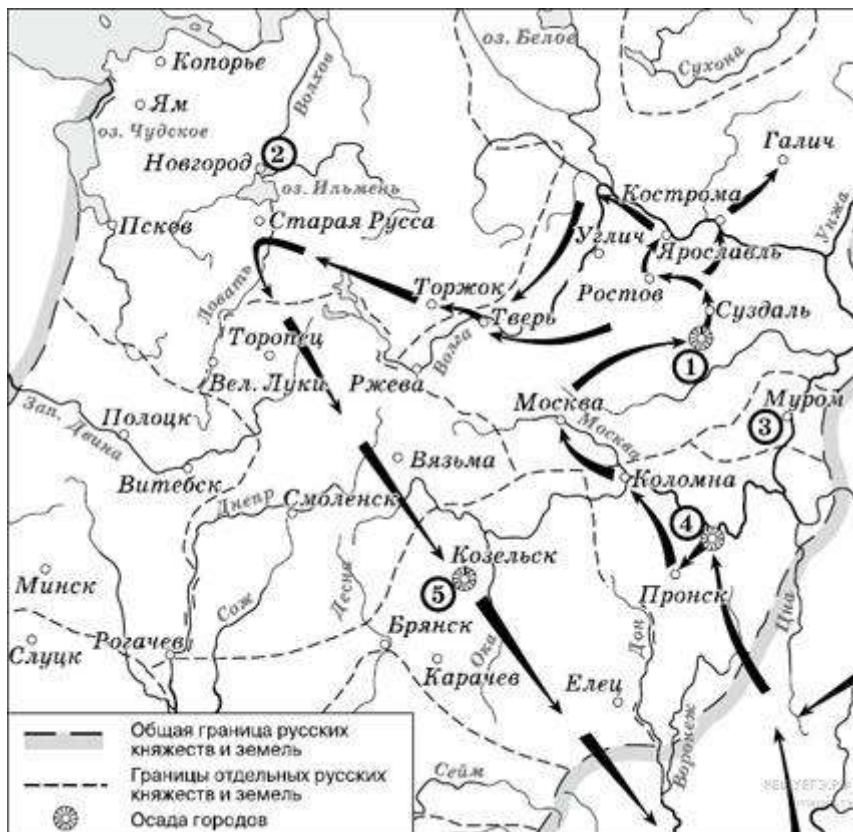 оз. Белое
Сухона
Копорье
Волхов
Ям
оз. Чудское
Галич
Новгород
2
оз. Ильмень
Кострома
Унжа
Псков
Старая Русса
Углич
Ярославль
Ростов
Ловать
Торжок
Суздаль
Тверь
Торопец
Волга
1
Вел. Луки
Ржева
Москва
Муром
Зап. Двина
Полоцк
Москва
3
Вязьма
Коломна
Витебск
Днепр
Смоленск
4
Козельск
Минск
Десна
5
Пронск
Сож
Цна
Слуцк
Рогачев
Брянск
Дон
Ока
Карачев
Елец
Воронеж
Общая граница русских
княжеств и земель
Границы отдельных русских
княжеств и земель
Сейм
Осада городов